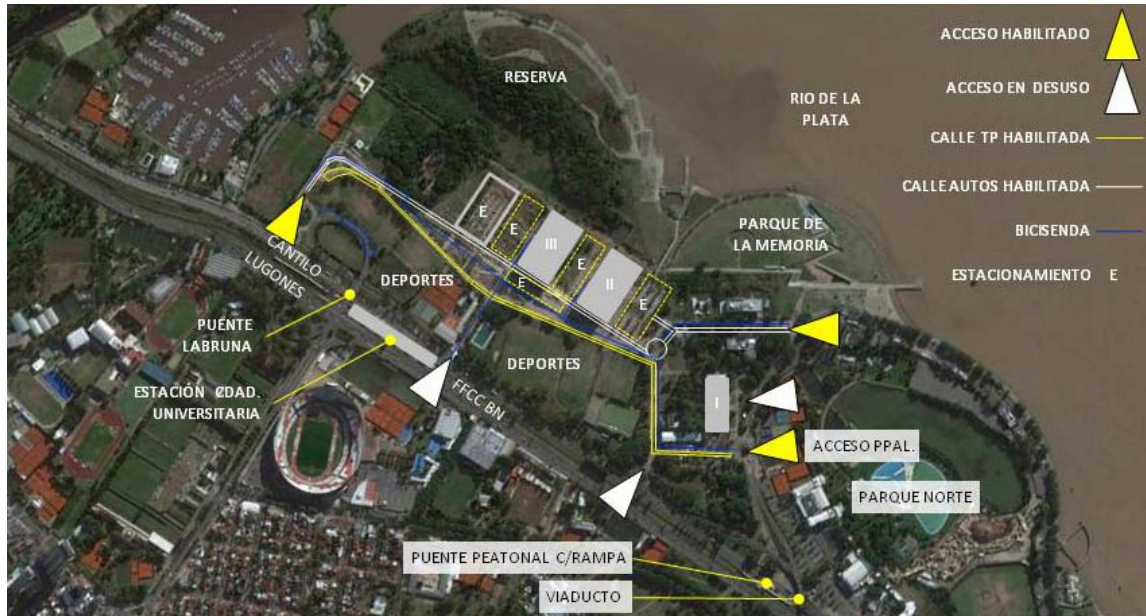 ACCESO HABILITADO
ACCESO EN DESUSO
CALLE TP HABILITADA
CALLE AUTOS HABILITADA
BICISENDA
ESTACIONAMIENTO E
RESERVA
RIO DE LA
PLATA
PARQUE DE
LA MEMORIA
E
E
III
E
E
II
E
CANTILO
LUGONES
DEPORTES
DEPORTES
PUENTE
LABRUNA
ESTACIÓN CDAD.
UNIVERSITARIA
FFCC BN
I
ACCESO PPAL.
PARQUE NORTE
PUENTE PEATONAL C/RAMPA
VIADUCTO